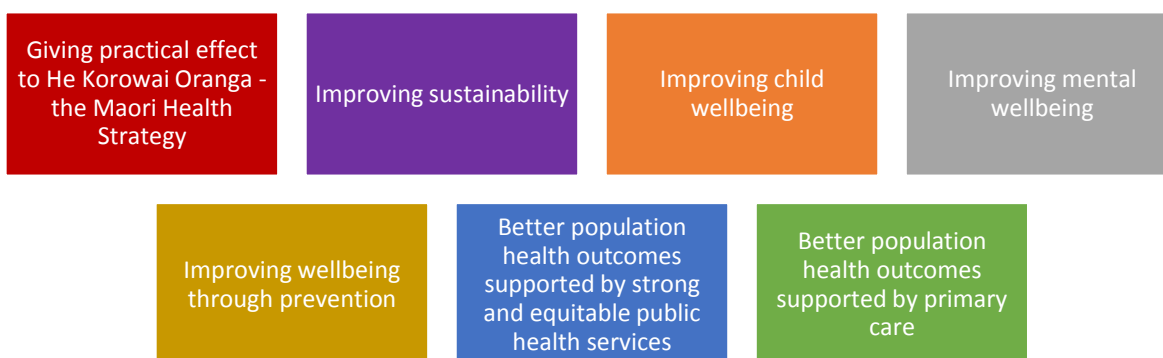 Giving practical effect
to He Korowai Oranga -
the Maori Health
Strategy
Improving sustainability
Improving child
wellbeing
Improving mental
wellbeing
Improving wellbeing
through prevention
Better population
health outcomes
supported by strong
and equitable public
health services
Better population
health outcomes
supported by primary
care